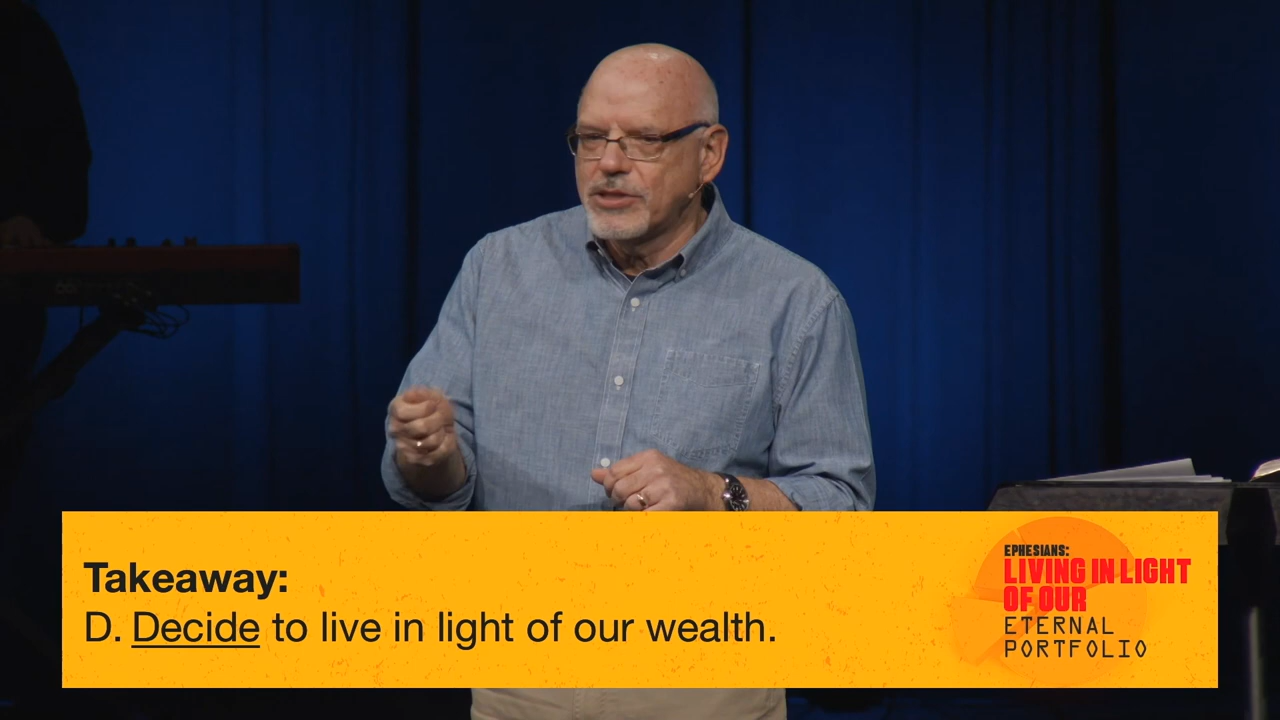 Takeaway:
D. Decide to live in light of our wealth.
EPHESIANS:
LIVING IN LIGHT
OF OUR
ETERNAL
PORTFOLIO